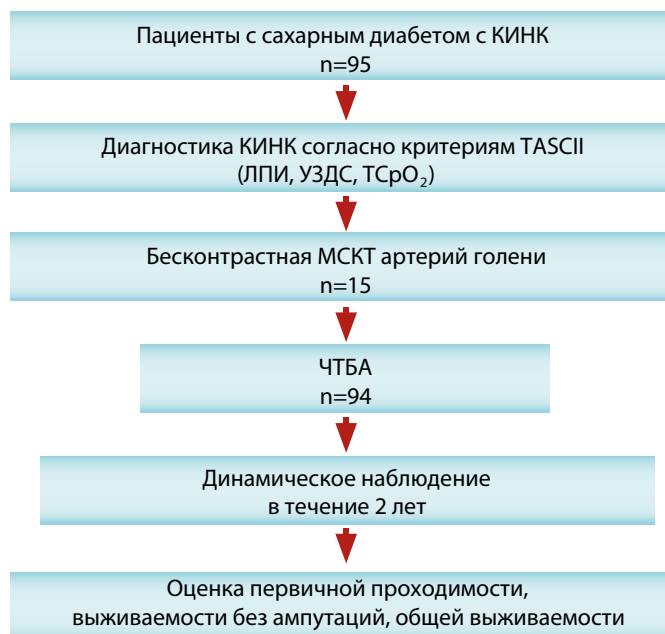 Пациенты с сахарным диабетом с КИНК
n=95
Диагностика КИНК согласно критериям TASCII
(ЛПИ, УЗДС, TCpO₂)
Бесконтрастная МСКТ артерий голени
n=15
ЧТБА
n=94
Динамическое наблюдение
в течение 2 лет
Оценка первичной проходимости,
выживаемости без ампутаций, общей выживаемости